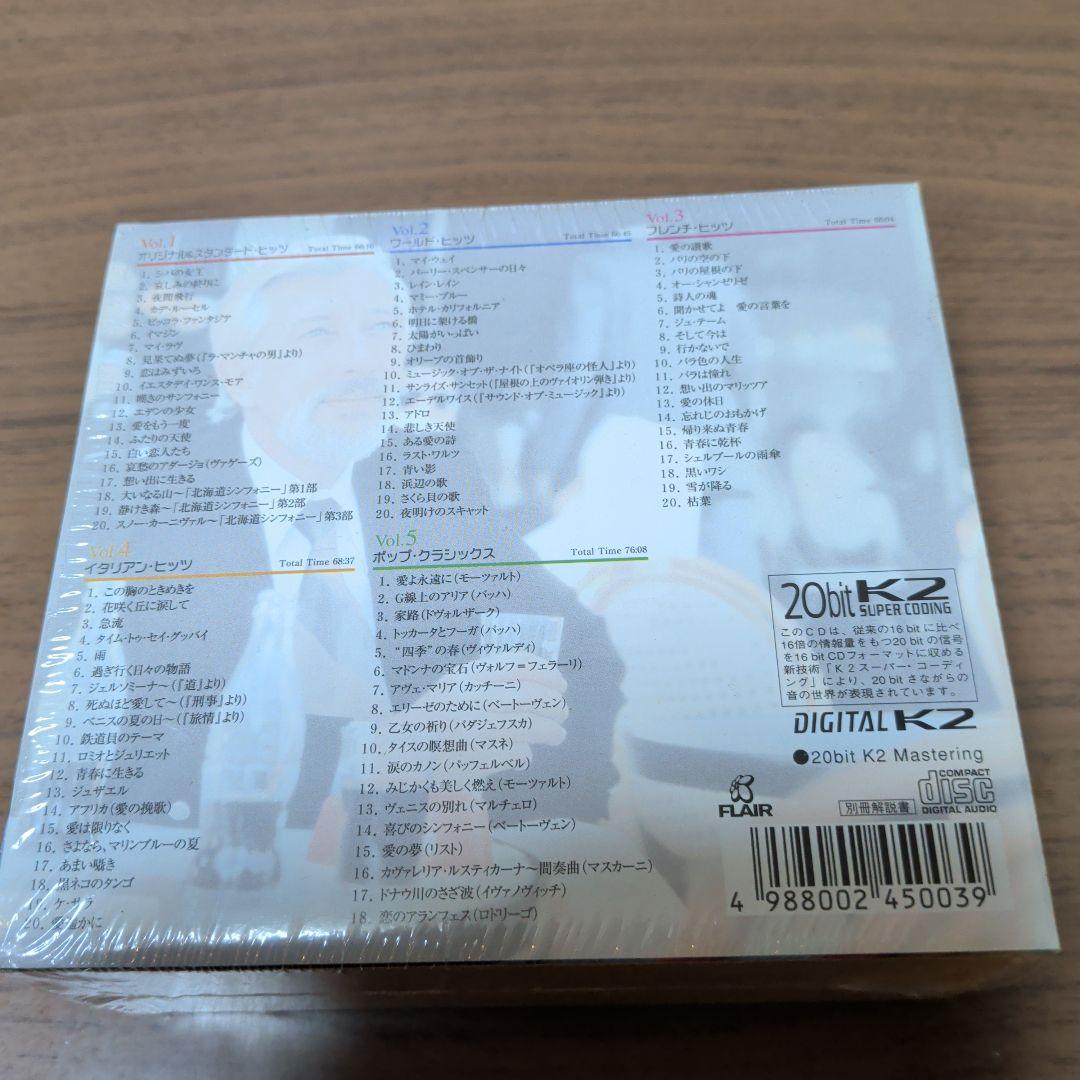 Vol.1
オリジナル&スタンダード・ヒッツ Total Time 66:16
1. シバの女王
2. 哀しみの終りに
3. 夜間飛行
4. カデ・ルーセル
5. ピッコラ・ファンタジア
6. イマジン
7. マイ・ラヴ
8. 見果てぬ夢(『ラ・マンチャの男』より)
9. 恋はみずいろ
10. イエスタデイ・ワンス・モア
11. 嘆きのサンフォニー
12. エデンの少女
13. 愛をもう一度
14. ふたりの天使
15. 白い恋人たち
16. 哀愁のアダージョ(ヴァゲーズ)
17. 想い出に生きる
18. 大いなる山〜「北海道シンフォニー」第1部
19. 静けき森〜「北海道シンフォニー」第2部
20. スノー・カーニヴァル〜「北海道シンフォニー」第3部
Vol.2
ワールド・ヒッツ Total Time 66:45
1. マイ・ウェイ
2. パーリー・スペンサーの日々
3. レイン・レイン
4. マミー・ブルー
5. ホテル・カリフォルニア
6. 明日に架ける橋
7. 太陽がいっぱい
8. ひまわり
9. オリーブの首飾り
10. ミュージック・オブ・ザ・ナイト(『オペラ座の怪人』より)
11. サンライズ・サンセット(『屋根の上のヴァイオリン弾き』より)
12. エーデルワイス(『サウンド・オブ・ミュージック』より)
13. アドロ
14. 悲しき天使
15. ある愛の詩
16. ラスト・ワルツ
17. 青い影
18. 浜辺の歌
19. さくら貝の歌
20. 夜明けのスキャット
Vol.3
フレンチ・ヒッツ Total Time
1. 愛の讃歌
2. パリの空の下
3. パリの屋根の下
4. オー・シャンゼリゼ
5. 詩人の魂
6. 聞かせてよ 愛の言葉を
7. ジュ・テーム
8. そして今は
9. 行かないで
10. バラ色の人生
11. バラは憧れ
12. 想い出のマリッツァ
13. 愛の休日
14. 忘れじのおもかげ
15. 帰り来ぬ青春
16. 青春に乾杯
17. シェルブールの雨傘
18. 黒いワシ
19. 雪が降る
20. 枯葉
Vol.4
イタリアン・ヒッツ Total Time 68:37
1. この胸のときめきを
2. 花咲く丘に涙して
3. 急流
4. タイム・トゥ・セイ・グッバイ
5. 雨
6. 過ぎ行く日々の物語
7. ジェルソミーナ〜(『道』より)
8. 死ぬほど愛して〜(『刑事』より)
9. ベニスの夏の日〜(『旅情』より)
10. 鉄道員のテーマ
11. ロミオとジュリエット
12. 青春に生きる
13. ジュザエル
14. アフリカ(愛の挽歌)
15. 愛は限りなく
16. さよなら、マリンブルーの夏
17. あまい囁き
18. 黒ネコのタンゴ
19. ケ・サラ
20. 愛遥かに
Vol.5
ポップ・クラシックス Total Time 76:08
1. 愛よ永遠に(モーツァルト)
2. G線上のアリア(バッハ)
3. 家路(ドヴォルザーク)
4. トッカータとフーガ(バッハ)
5. “四季”の春(ヴィヴァルディ)
6. マドンナの宝石(ヴォルフ=フェラーリ)
7. アヴェ・マリア(カッチーニ)
8. エリーゼのために(ベートーヴェン)
9. 乙女の祈り(バダジェフスカ)
10. タイスの瞑想曲(マスネ)
11. 涙のカノン(パッフェルベル)
12. みじかくも美しく燃え(モーツァルト)
13. ヴェニスの別れ(マルチェロ)
14. 喜びのシンフォニー(ベートーヴェン)
15. 愛の夢(リスト)
16. カヴァレリア・ルスティカーナ〜間奏曲(マスカーニ)
17. ドナウ川のさざ波(イヴァノヴィッチ)
18. 恋のアランフェス(ロドリーゴ)
20bit K2
SUPER CODING
このCDは、従来の16bitに比べ
16倍の情報量をもつ20bitの信号
を16bit CDフォーマットに収める
新技術「K2スーパー・コーディ
ング」により、20bitさながらの
音の世界が表現されています。
DIGITAL K2
●20bit K2 Mastering
FLAIR
別冊解説書
COMPACT
disc
DIGITAL AUDIO
4 988002 450039